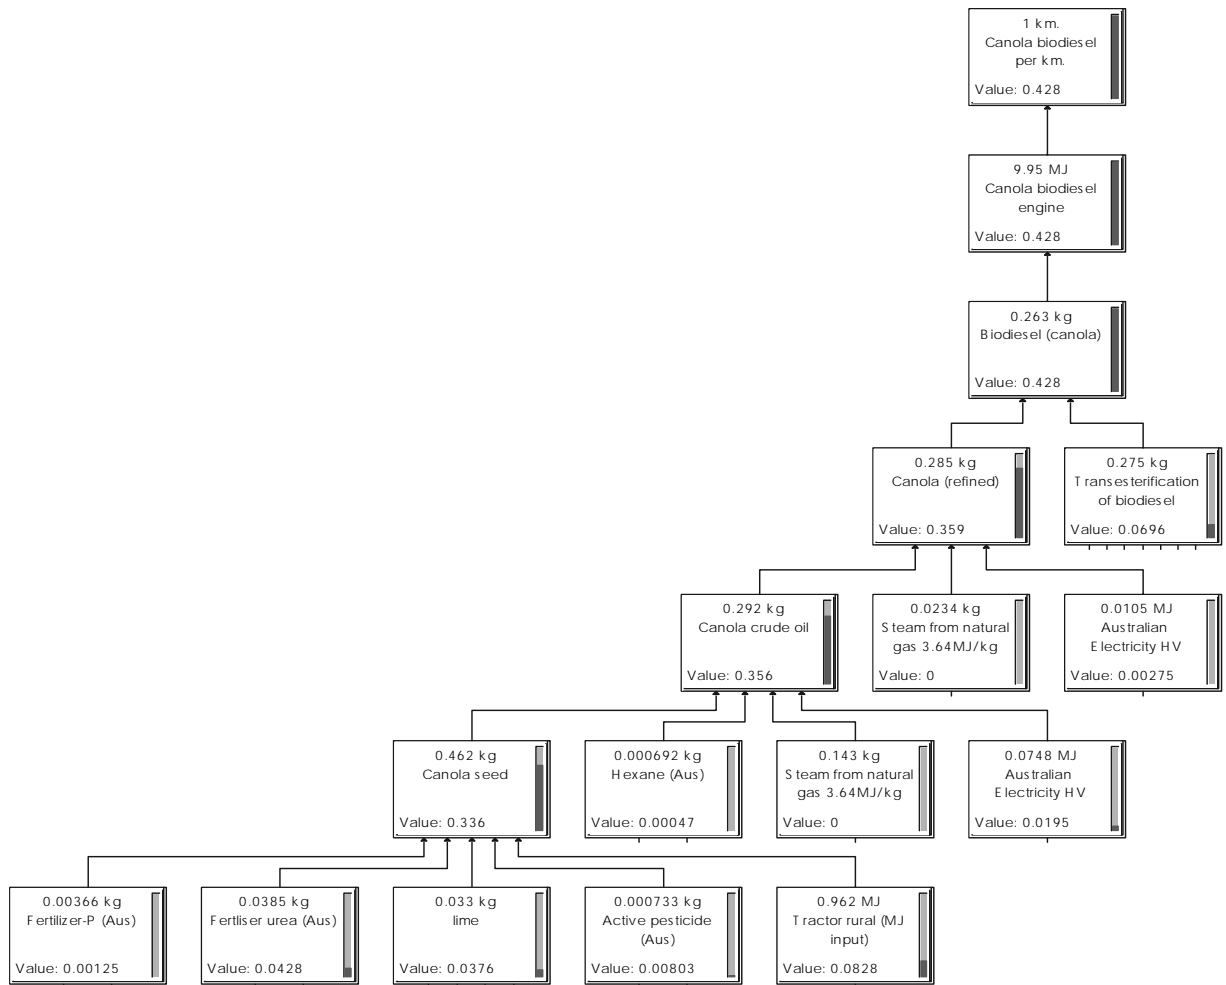 1 km.
Canola biodiesel
per km.
Value: 0.428
9.95 MJ
Canola biodiesel
engine
Value: 0.428
0.263 kg
Biodiesel (canola)
Value: 0.428
0.285 kg
Canola (refined)
Value: 0.359
0.275 kg
Transesterification
of biodiesel
Value: 0.0696
0.292 kg
Canola crude oil
Value: 0.356
0.0234 kg
Steam from natural
gas 3.64MJ/kg
Value: 0
0.0105 MJ
Australian
Electricity HV
Value: 0.00275
0.462 kg
Canola seed
Value: 0.336
0.000692 kg
Hexane (Aus)
Value: 0.00047
0.143 kg
Steam from natural
gas 3.64MJ/kg
Value: 0
0.0748 MJ
Australian
Electricity HV
Value: 0.0195
0.00366 kg
Fertilizer-P (Aus)
Value: 0.00125
0.0385 kg
Fertliser urea (Aus)
Value: 0.0428
0.033 kg
lime
Value: 0.0376
0.000733 kg
Active pesticide
(Aus)
Value: 0.00803
0.962 MJ
Tractor rural (MJ
input)
Value: 0.0828